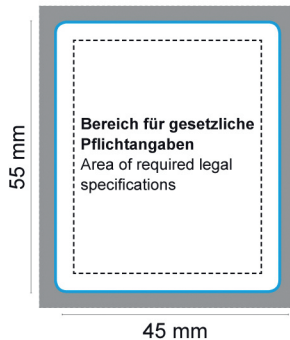 Bereich für gesetzliche
Pflichtangaben
Area of required legal
specifications
55 mm
45 mm